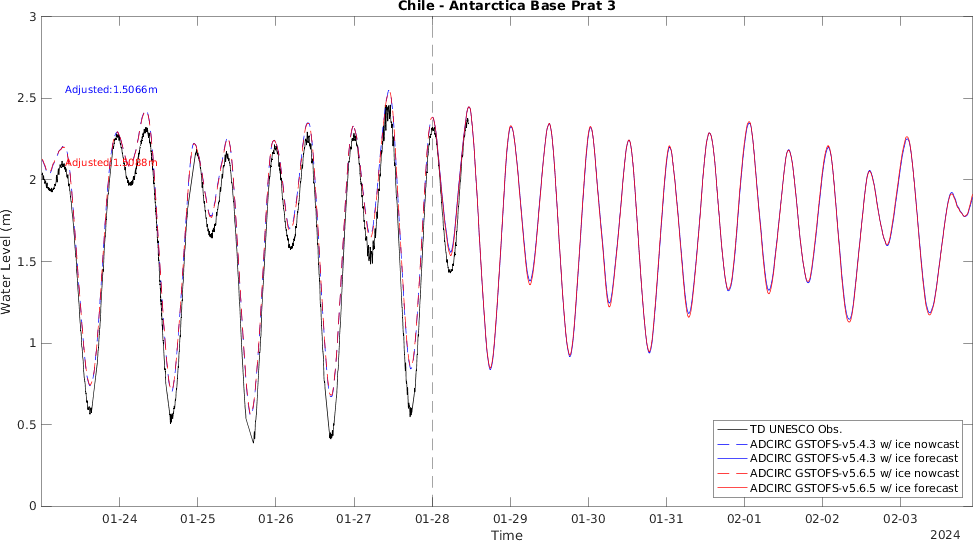 Chile - Antarctica Base Prat 3
3
2.5
2
1.5
1
0.5
0
Water Level (m)
Adjusted:1.5066m
01-24
01-25
01-26
01-27
01-28
01-29
01-30
01-31
02-01
02-02
02-03
Time
2024
TD UNESCO Obs.
ADCIRC GSTOFS-v5.4.3 w/ ice nowcast
ADCIRC GSTOFS-v5.4.3 w/ ice forecast
ADCIRC GSTOFS-v5.6.5 w/ ice nowcast
ADCIRC GSTOFS-v5.6.5 w/ ice forecast